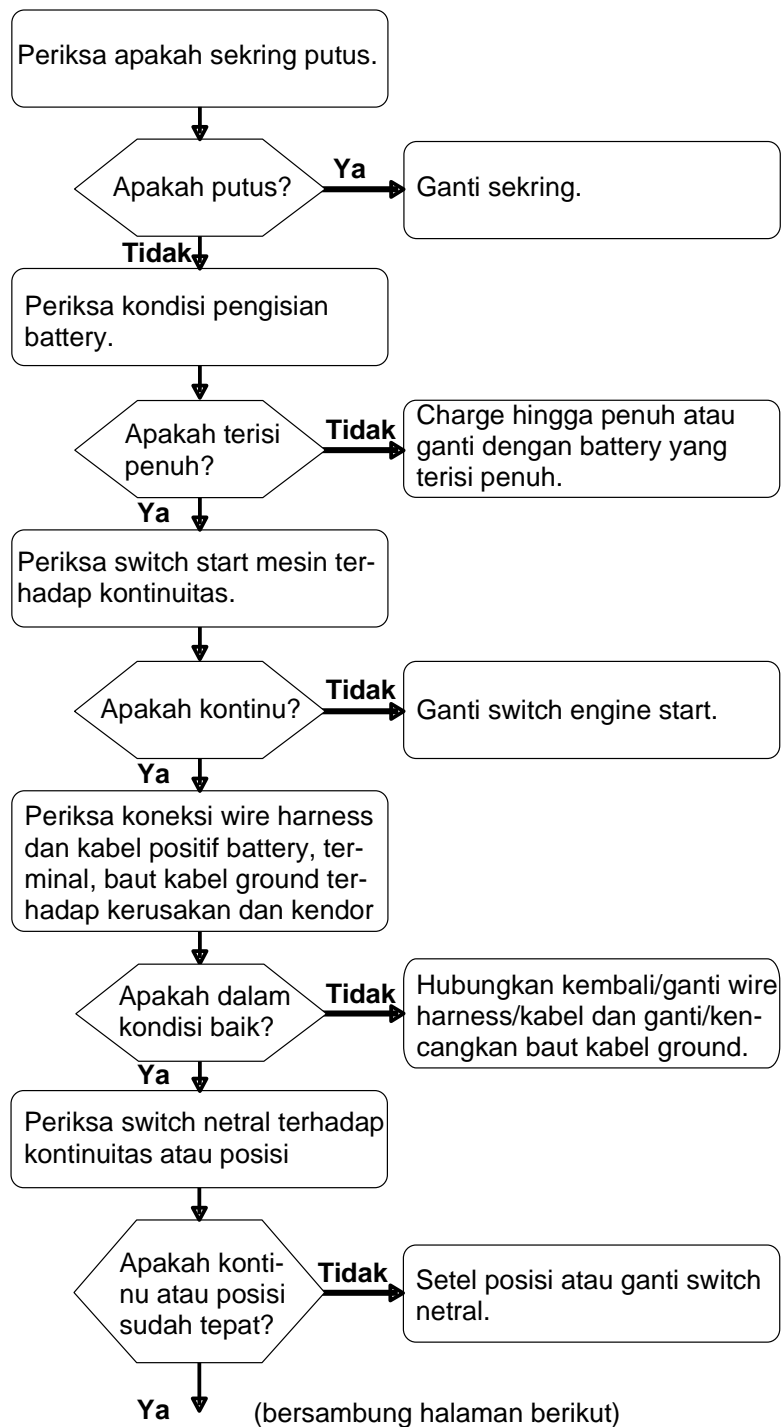 Periksa apakah sekring putus.
Apakah putus?
Ya
Ganti sekring.
Tidak
Periksa kondisi pengisian
battery.
Apakah terisi
penuh?
Tidak
Charge hingga penuh atau
ganti dengan battery yang
terisi penuh.
Ya
Periksa switch start mesin ter-
hadap kontinuitas.
Apakah kontinu?
Tidak
Ganti switch engine start.
Ya
Periksa koneksi wire harness
dan kabel positif battery, ter-
minal, baut kabel ground ter-
hadap kerusakan dan kendor
Apakah dalam
kondisi baik?
Tidak
Hubungkan kembali/ganti wire
harness/kabel dan ganti/ken-
cangkan baut kabel ground.
Ya
Periksa switch netral terhadap
kontinuitas atau posisi
Apakah konti-
nu atau posisi
sudah tepat?
Tidak
Setel posisi atau ganti switch
netral.
Ya
(bersambung halaman berikut)